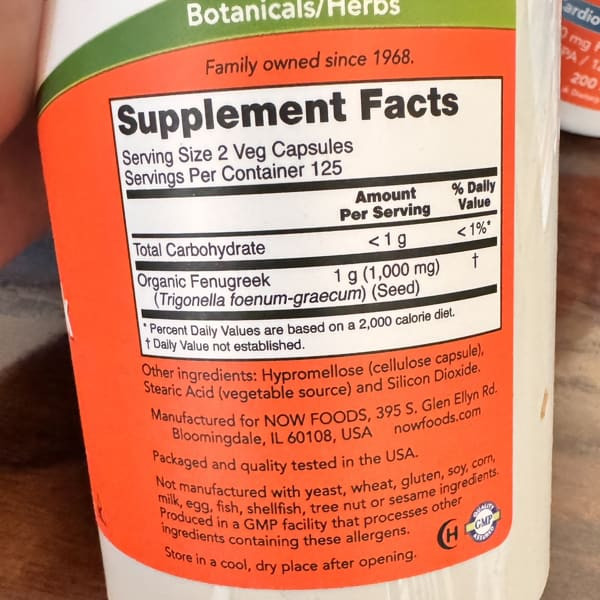 Botanicals/Herbs
Family owned since 1968.
Supplement Facts
Serving Size 2 Veg Capsules
Servings Per Container 125
Amount Per Serving
% Daily Value
Total Carbohydrate < 1 g < 1%*
Organic Fenugreek 1 g (1,000 mg) †
(Trigonella foenum-graecum) (Seed)
* Percent Daily Values are based on a 2,000 calorie diet.
† Daily Value not established.
Other ingredients: Hypromellose (cellulose capsule),
Stearic Acid (vegetable source) and Silicon Dioxide.
Manufactured for NOW FOODS, 395 S. Glen Ellyn Rd.
Bloomingdale, IL 60108, USA nowfoods.com
Packaged and quality tested in the USA.
Not manufactured with yeast, wheat, gluten, soy, corn,
milk, egg, fish, shellfish, tree nut or sesame ingredients.
Produced in a GMP facility that processes other
ingredients containing these allergens.
Store in a cool, dry place after opening.
QUALITY
GMP
ASSURED
200